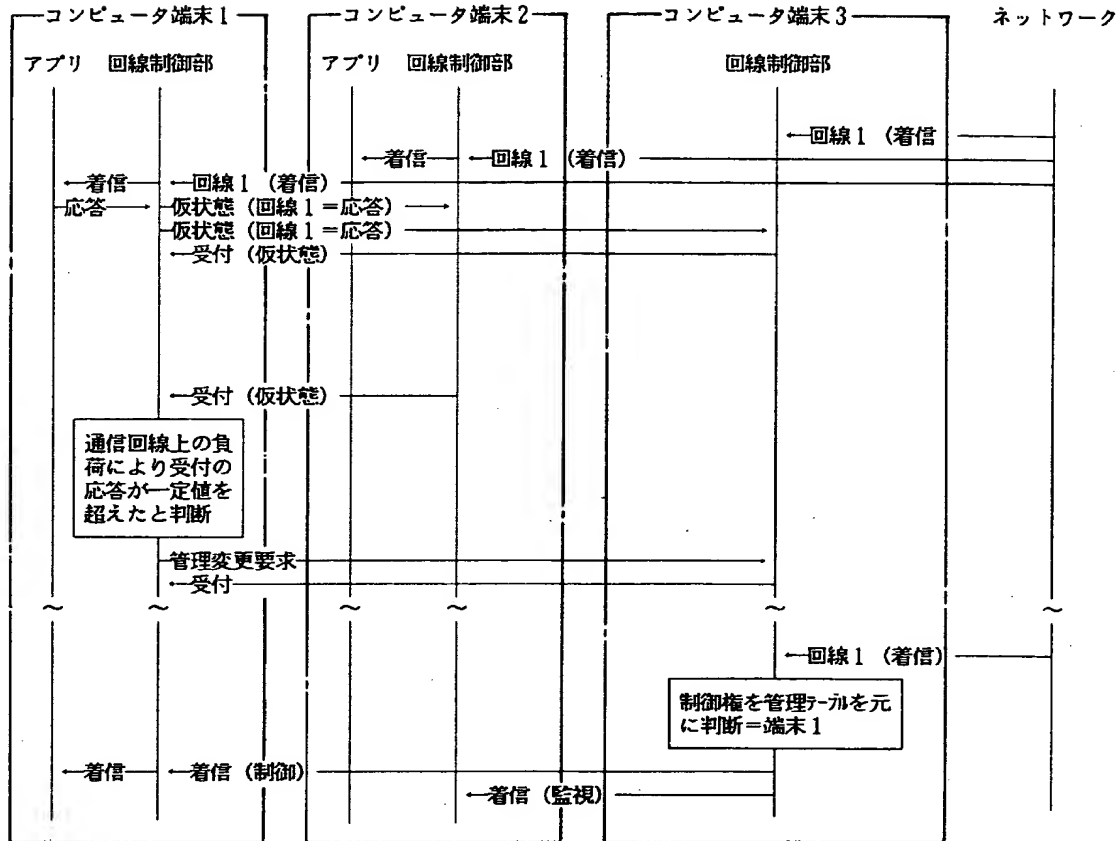 コンピュータ端末1 コンピュータ端末2 コンピュータ端末3 ネットワーク
アプリ 回線制御部 アプリ 回線制御部 回線制御部
←回線1 (着信
←着信 ←回線1 (着信)
←着信 ←回線1 (着信)
応答→ 仮状態 (回線1=応答) →
仮状態 (回線1=応答) →
←受付 (仮状態)
←受付 (仮状態)
通信回線上の負
荷により受付の
応答が一定値を
超えたと判断
管理変更要求→
←受付
~ ~ ~ ~ ~ ~
←回線1 (着信)
制御権を管理テーブルを元
に判断=端末1
←着信 ←着信 (制御)
←着信 (監視)